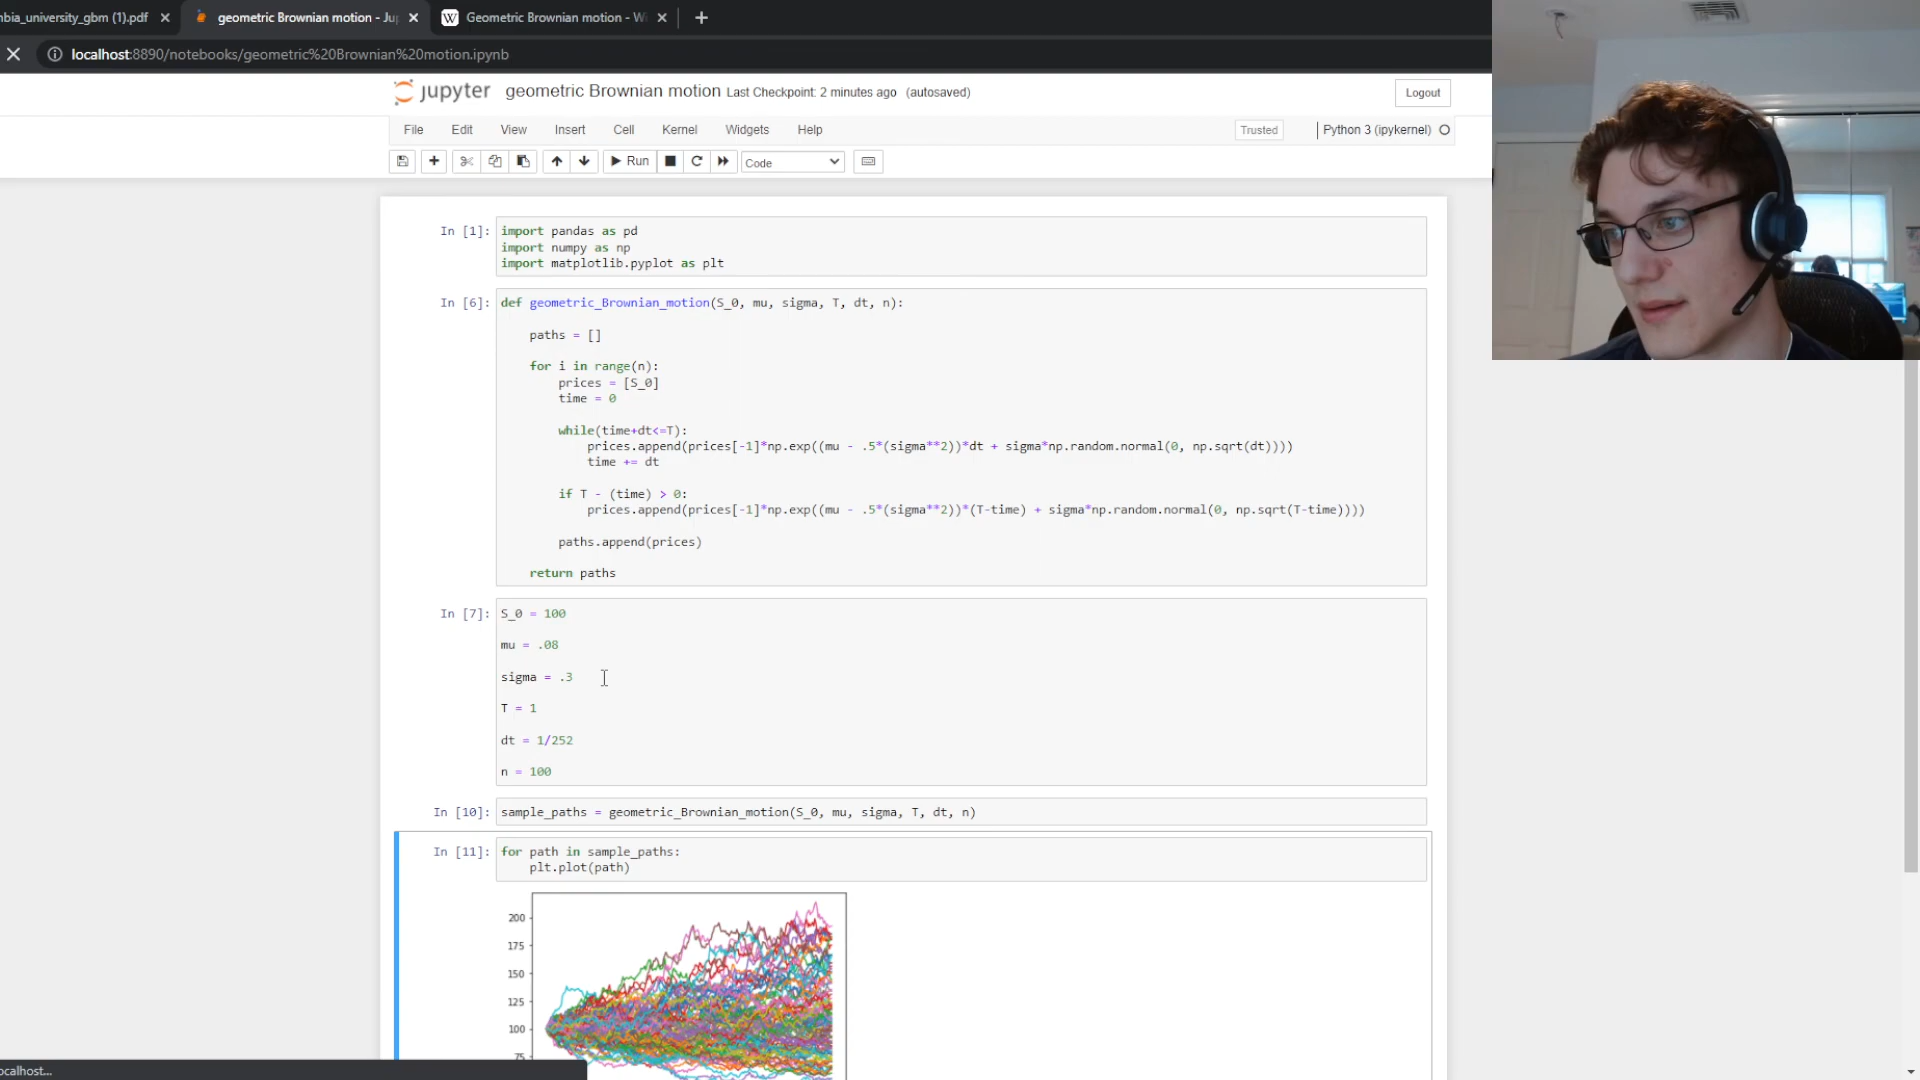 bia_university_gbm (1).pdf
geometric Brownian motion - Ju
Geometric Brownian motion - Wi
localhost:8890/notebooks/geometric%20Brownian%20motion.ipynb
jupyter geometric Brownian motion Last Checkpoint: 2 minutes ago (autosaved)
Logout
File Edit View Insert Cell Kernel Widgets Help
Trusted
Python 3 (ipykernel)
Run
Code
In [1]: import pandas as pd
import numpy as np
import matplotlib.pyplot as plt
In [6]: def geometric_Brownian_motion(S_0, mu, sigma, T, dt, n):
paths = []
for i in range(n):
prices = [S_0]
time = 0
while(time+dt<=T):
prices.append(prices[-1]*np.exp((mu - .5*(sigma**2))*dt + sigma*np.random.normal(0, np.sqrt(dt))))
time += dt
if T - (time) > 0:
prices.append(prices[-1]*np.exp((mu - .5*(sigma**2))*(T-time) + sigma*np.random.normal(0, np.sqrt(T-time))))
paths.append(prices)
return paths
In [7]: S_0 = 100
mu = .08
sigma = .3
T = 1
dt = 1/252
n = 100
In [10]: sample_paths = geometric_Brownian_motion(S_0, mu, sigma, T, dt, n)
In [11]: for path in sample_paths:
plt.plot(path)
200
175
150
125
100
75
ocalhost...